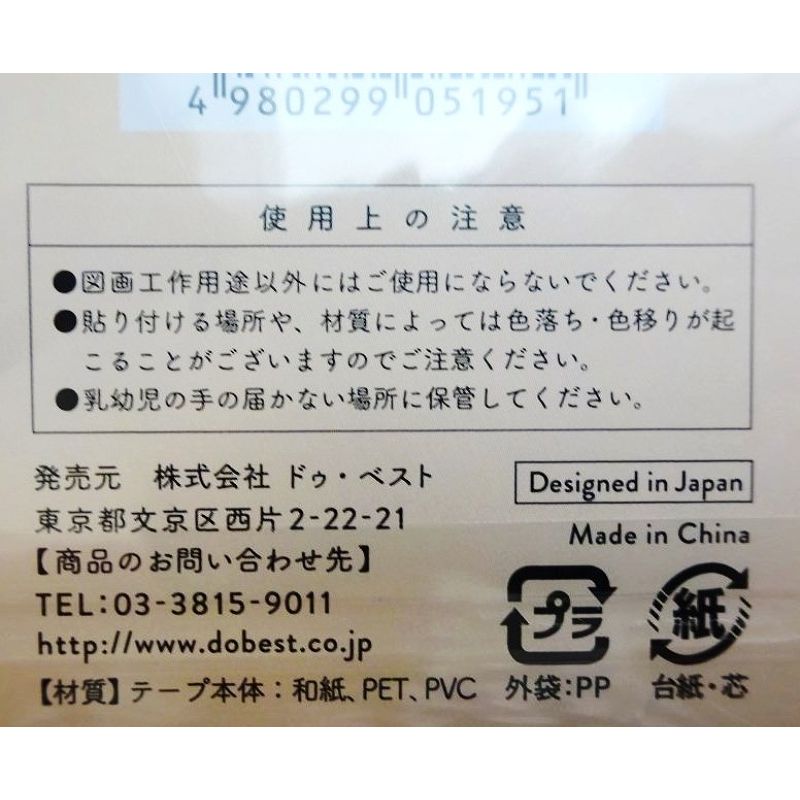 4 980299 051951
使用上の注意
●図画工作用途以外にはご使用にならないでください。
●貼り付ける場所や、材質によっては色落ち・色移りが起
こることがございますのでご注意ください。
●乳幼児の手の届かない場所に保管してください。
発売元 株式会社 ドゥ・ベスト
東京都文京区西片2-22-21
【商品のお問い合わせ先】
TEL:03-3815-9011
http://www.dobest.co.jp
【材質】テープ本体:和紙、PET、PVC
Designed in Japan
Made in China
プラ
外袋:PP
紙
台紙・芯